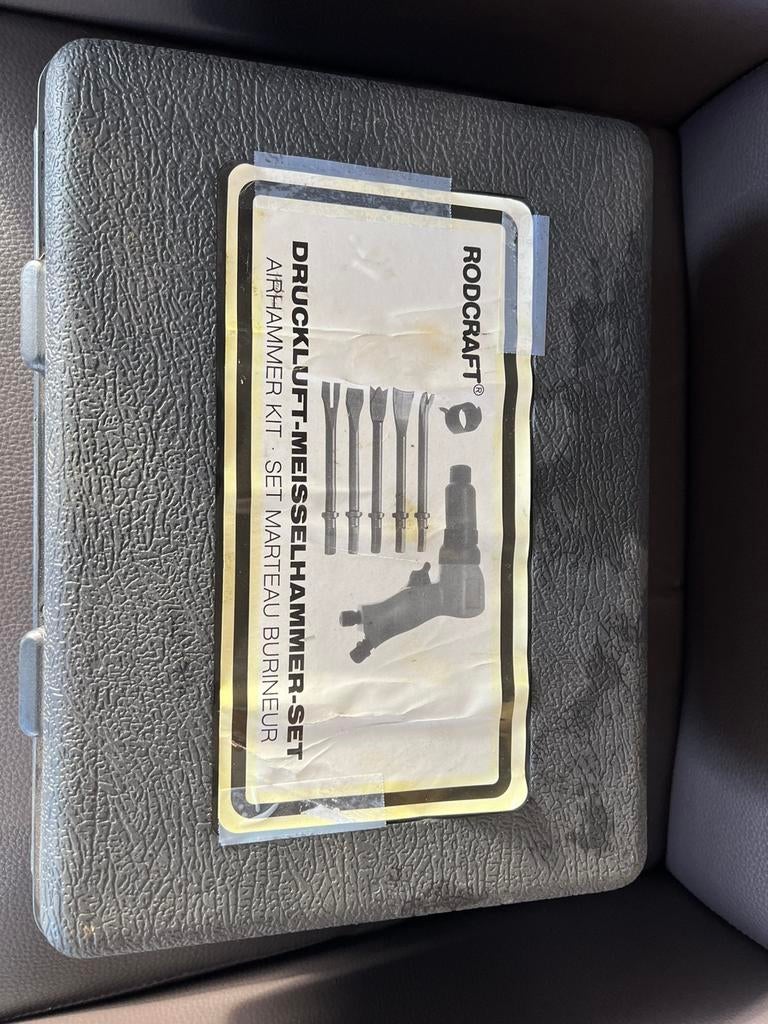 RODCRAFT®
DRUCKLUFT-MEISSELHAMMER-SET
AIRHAMMER KIT · SET MARTEAU BURINEUR